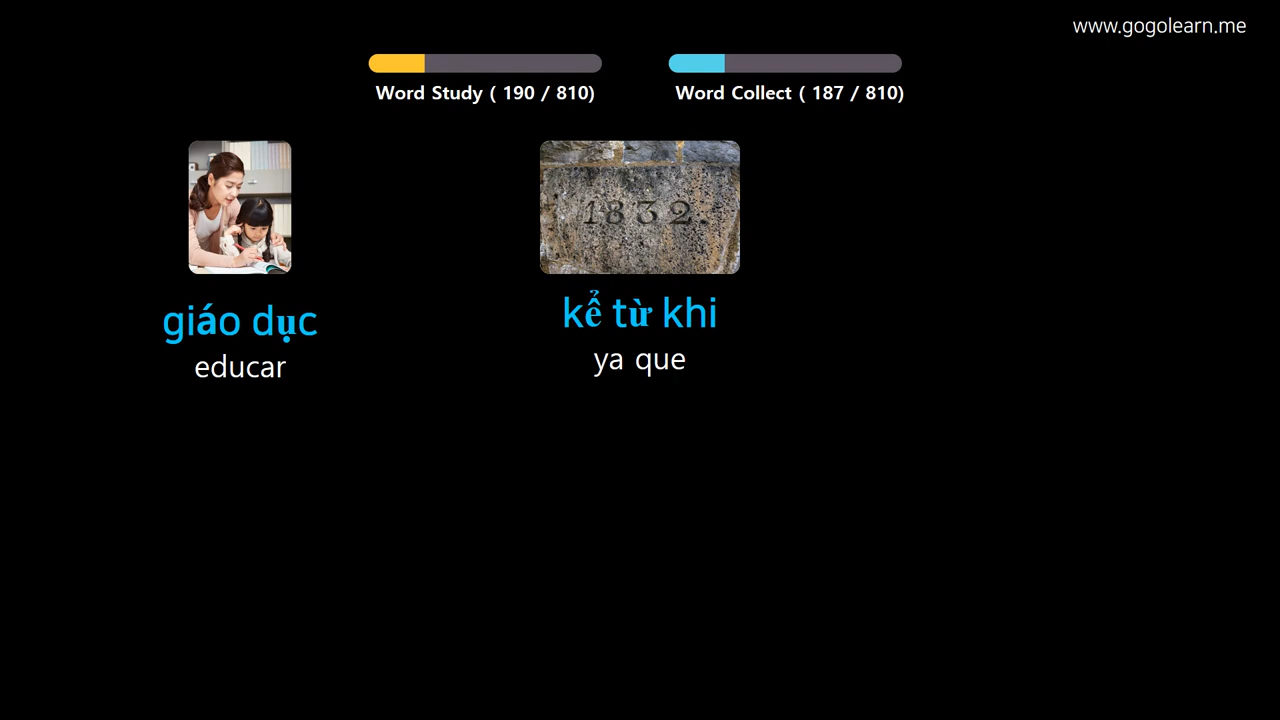 www.gogolearn.me
Word Study ( 190 / 810)
Word Collect ( 187 / 810)
1832.
giáo dục
educar
kể từ khi
ya que